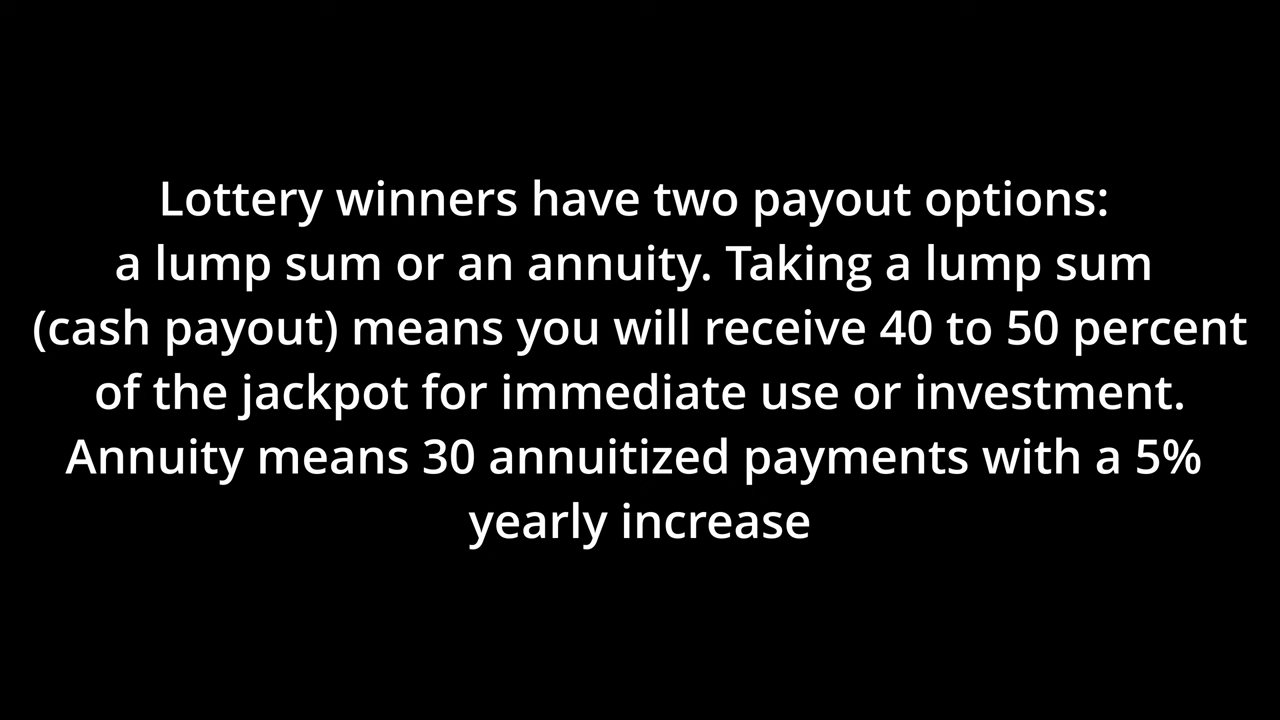 Lottery winners have two payout options:
a lump sum or an annuity. Taking a lump sum
(cash payout) means you will receive 40 to 50 percent
of the jackpot for immediate use or investment.
Annuity means 30 annuitized payments with a 5%
yearly increase